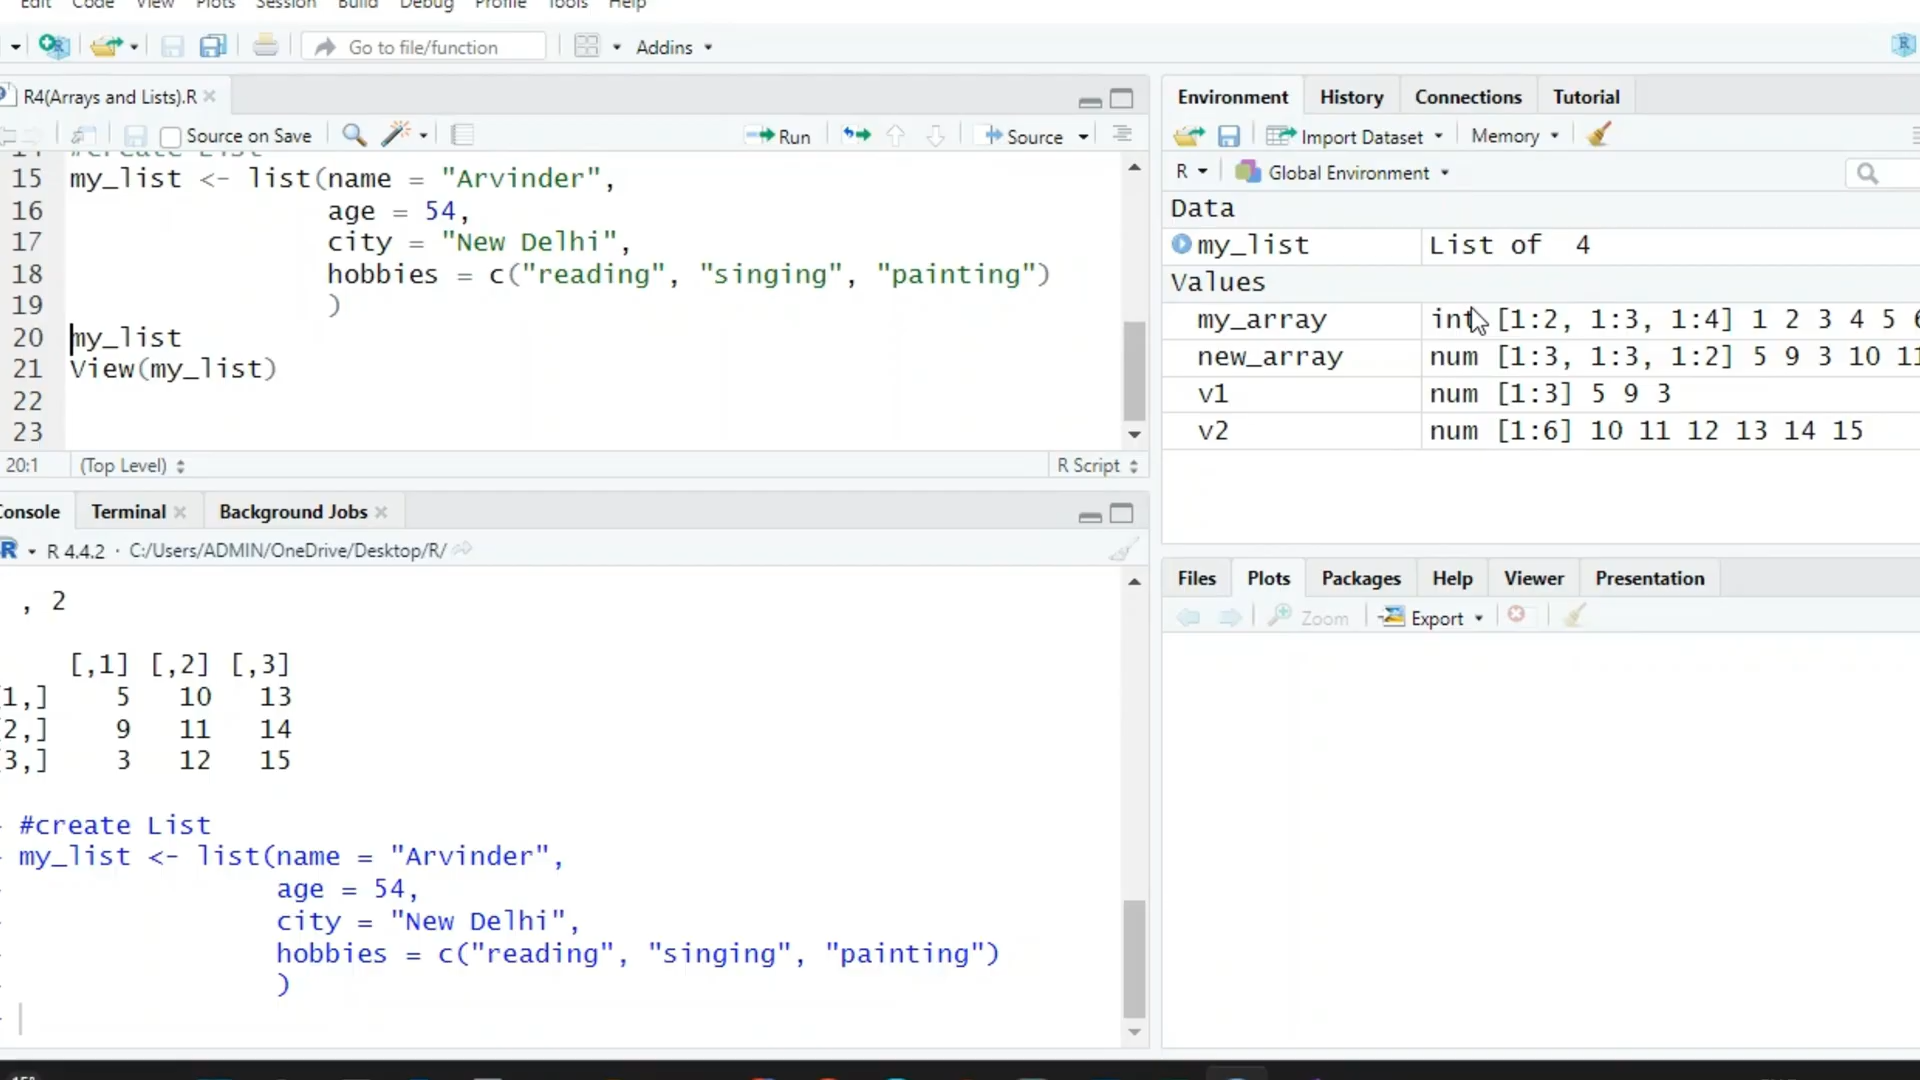 Edit Code View Plots Session Build Debug Profile Tools Help
Go to file/function Addins
R4(Arrays and Lists).R
Source on Save Run Source
14 #create List
15 my_list <- list(name = "Arvinder",
16 age = 54,
17 city = "New Delhi",
18 hobbies = c("reading", "singing", "painting")
19 )
20 my_list
21 View(my_list)
22
23
20:1 (Top Level) R Script
Console Terminal Background Jobs
R 4.4.2 · C:/Users/ADMIN/OneDrive/Desktop/R/
, 2
[,1] [,2] [,3]
1,] 5 10 13
2,] 9 11 14
3,] 3 12 15
#create List
my_list <- list(name = "Arvinder",
age = 54,
city = "New Delhi",
hobbies = c("reading", "singing", "painting")
)
Environment History Connections Tutorial
Import Dataset Memory
R Global Environment
Data
my_list List of 4
Values
my_array int [1:2, 1:3, 1:4] 1 2 3 4 5 6
new_array num [1:3, 1:3, 1:2] 5 9 3 10 11
v1 num [1:3] 5 9 3
v2 num [1:6] 10 11 12 13 14 15
Files Plots Packages Help Viewer Presentation
Zoom Export